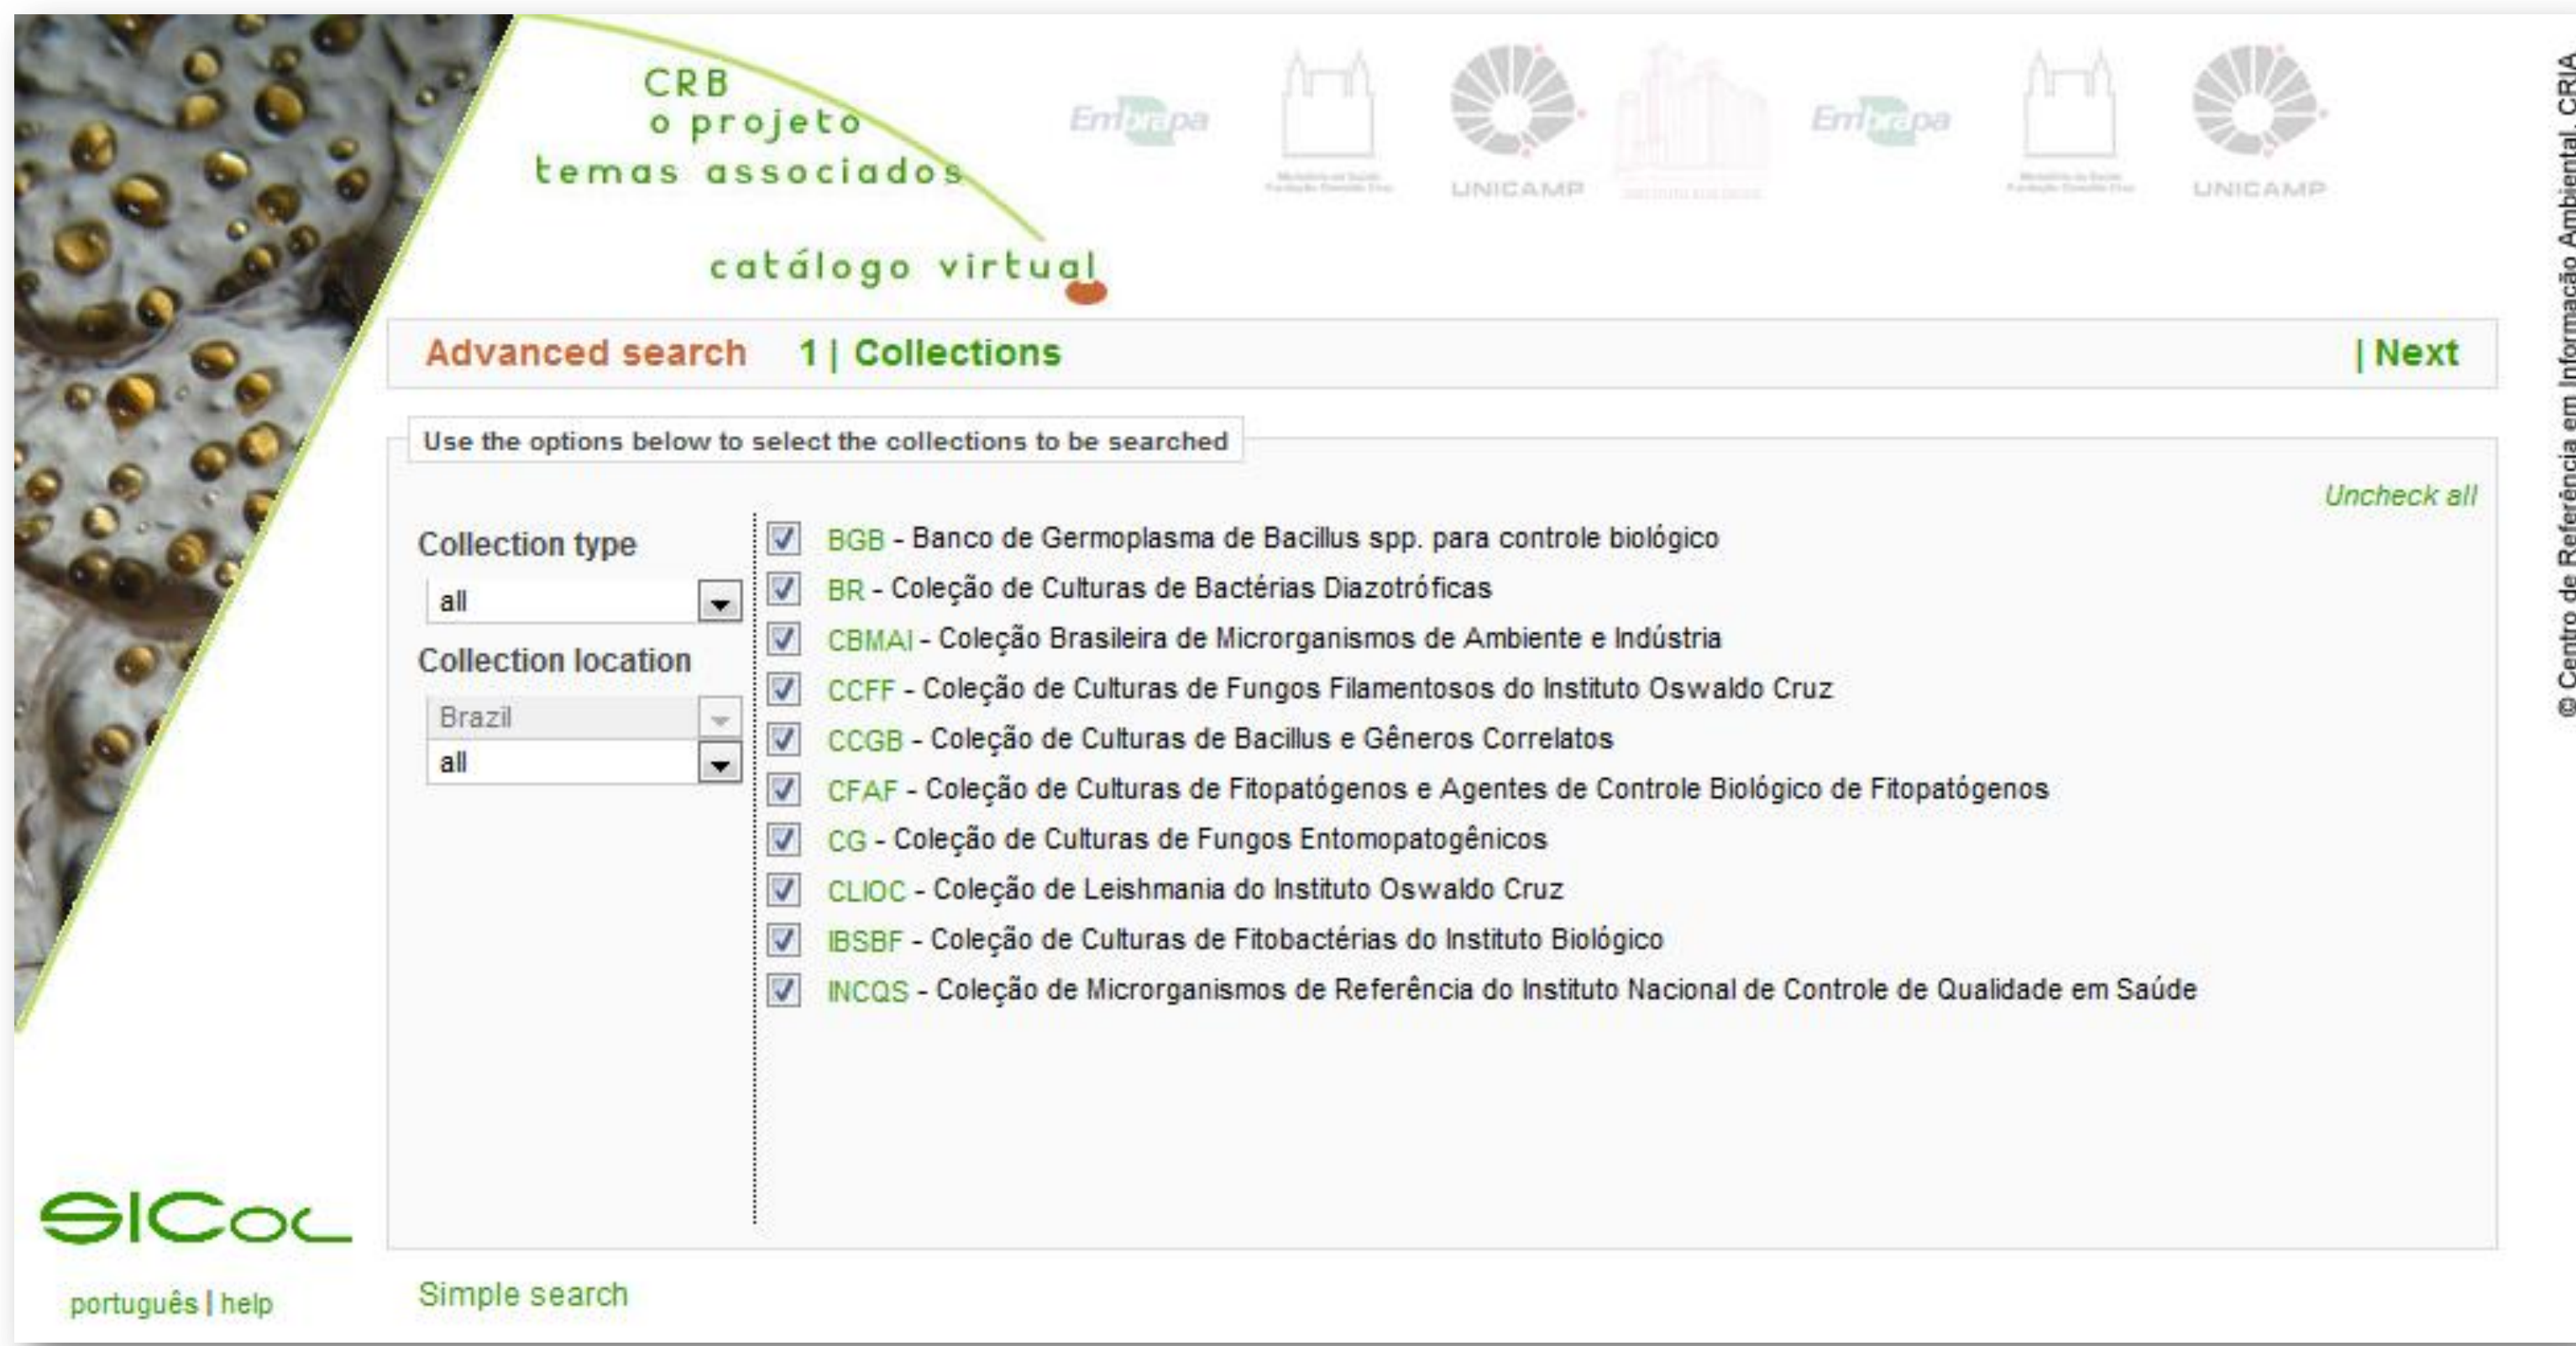 CRB
o projeto
temas associados
catálogo virtual
Embrapa
UNICAMP
Embrapa
UNICAMP
© Centro de Referência em Informação Ambiental, CRIA
Advanced search 1 | Collections | Next
Use the options below to select the collections to be searched
Uncheck all
Collection type
all
Collection location
Brazil
all
BGB - Banco de Germoplasma de Bacillus spp. para controle biológico
BR - Coleção de Culturas de Bactérias Diazotróficas
CBMAI - Coleção Brasileira de Microrganismos de Ambiente e Indústria
CCFF - Coleção de Culturas de Fungos Filamentosos do Instituto Oswaldo Cruz
CCGB - Coleção de Culturas de Bacillus e Gêneros Correlatos
CFAF - Coleção de Culturas de Fitopatógenos e Agentes de Controle Biológico de Fitopatógenos
CG - Coleção de Culturas de Fungos Entomopatogênicos
CLIOC - Coleção de Leishmania do Instituto Oswaldo Cruz
IBSBF - Coleção de Culturas de Fitobactérias do Instituto Biológico
INCQS - Coleção de Microrganismos de Referência do Instituto Nacional de Controle de Qualidade em Saúde
SICol
português | help
Simple search